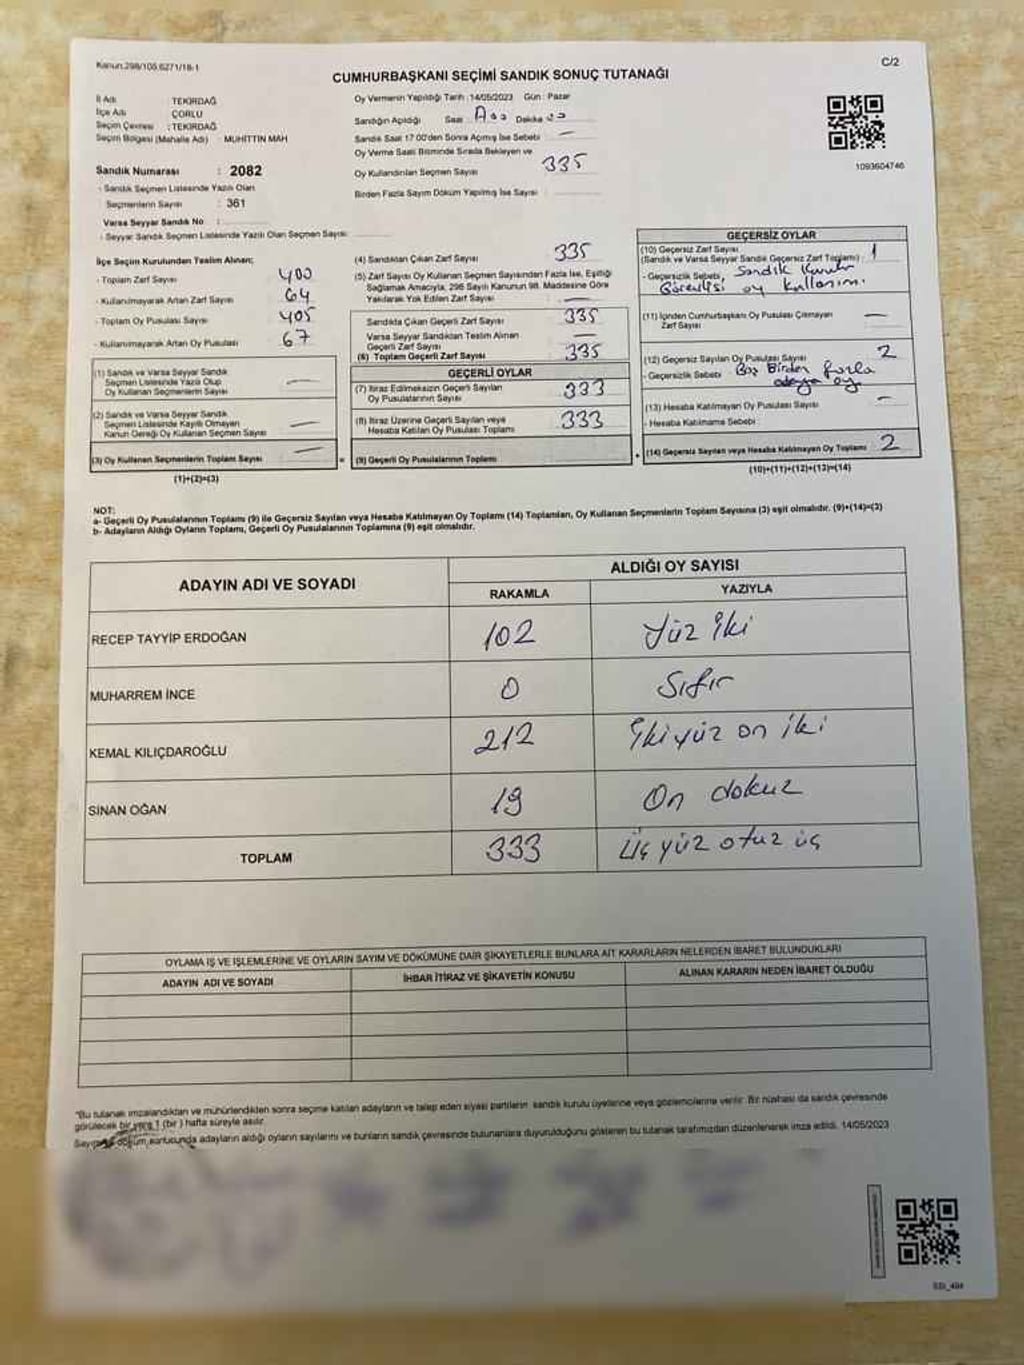 Kanun.298/105.6271/18-1
C/2
CUMHURBAŞKANI SEÇİMİ SANDIK SONUÇ TUTANAĞI
İl Adı TEKİRDAĞ
İlçe Adı ÇORLU
Seçim Çevresi : TEKİRDAĞ
Seçim Bölgesi (Mahalle Adı) : MUHİTTİN MAH
Sandık Numarası : 2082
- Sandık Seçmen Listesinde Yazılı Olan
Seçmenlerin Sayısı : 361
Varsa Seyyar Sandık No :
- Seyyar Sandık Seçmen Listesinde Yazılı Olan Seçmen Sayısı:
Oy Vermenin Yapıldığı Tarih : 14/05/2023 Gün : Pazar
Sandığın Açıldığı Saat Dakika
Sandık Saat 17:00'den Sonra Açılmış İse Sebebi : —
Oy Verme Saati Bitiminde Sırada Bekleyen ve
Oy Kullandırılan Seçmen Sayısı 335
Birden Fazla Sayım Döküm Yapılmış İse Sayısı :
1093604746
İlçe Seçim Kurulundan Teslim Alınan;
- Toplam Zarf Sayısı : 400
- Kullanılmayarak Artan Zarf Sayısı : 64
- Toplam Oy Pusulası Sayısı : 405
- Kullanılmayarak Artan Oy Pusulası : 67
(1) Sandık ve Varsa Seyyar Sandık
Seçmen Listesinde Yazılı Olup
Oy Kullanan Seçmenlerin Sayısı —
(2) Sandık ve Varsa Seyyar Sandık
Seçmen Listesinde Kayıtlı Olmayan
Kanun Gereği Oy Kullanan Seçmen Sayısı —
(3) Oy Kullanan Seçmenlerin Toplam Sayısı —
(1)+(2)=(3)
(4) Sandıktan Çıkan Zarf Sayısı : 335
(5) Zarf Sayısı Oy Kullanan Seçmen Sayısından Fazla İse, Eşitliği
Sağlamak Amacıyla, 298 Sayılı Kanunun 98. Maddesine Göre
Yakılarak Yok Edilen Zarf Sayısı : —
Sandıkta Çıkan Geçerli Zarf Sayısı : 335
Varsa Seyyar Sandıktan Teslim Alınan
Geçerli Zarf Sayısı —
(6) Toplam Geçerli Zarf Sayısı : 335
GEÇERLİ OYLAR
(7) İtiraz Edilmeksizin Geçerli Sayılan
Oy Pusulalarının Sayısı : 333
(8) İtiraz Üzerine Geçerli Sayılan veya
Hesaba Katılan Oy Pusulası Toplamı : 333
(9) Geçerli Oy Pusulalarının Toplamı
GEÇERSİZ OYLAR
(10) Geçersiz Zarf Sayısı
(Sandık ve Varsa Seyyar Sandık Geçersiz Zarf Toplamı) : 1
- Geçersizlik Sebebi, Sandık Kurulu
Görevlisi oy kullanımı
(11) İçinden Cumhurbaşkanı Oy Pusulası Çıkmayan
Zarf Sayısı : —
(12) Geçersiz Sayılan Oy Pusulası Sayısı : 2
- Geçersizlik Sebebi : Boş Birden fazla
adaya oy
(13) Hesaba Katılmayan Oy Pusulası Sayısı : —
- Hesaba Katılmama Sebebi :
(14) Geçersiz Sayılan veya Hesaba Katılmayan Oy Toplamı : 2
(10)+(11)+(12)+(13)=(14)
NOT:
a- Geçerli Oy Pusulalarının Toplamı (9) ile Geçersiz Sayılan veya Hesaba Katılmayan Oy Toplamı (14) Toplamları, Oy Kullanan Seçmenlerin Toplam Sayısına (3) eşit olmalıdır. (9)+(14)=(3)
b- Adayların Aldığı Oyların Toplamı, Geçerli Oy Pusulalarının Toplamına (9) eşit olmalıdır.
ADAYIN ADI VE SOYADI
ALDIĞI OY SAYISI
RAKAMLA YAZIYLA
RECEP TAYYİP ERDOĞAN 102 Yüz iki
MUHARREM İNCE 0 Sıfır
KEMAL KILIÇDAROĞLU 212 İkiyüz on iki
SİNAN OĞAN 19 On dokuz
TOPLAM 333 Üç yüz otuz üç
OYLAMA İŞ VE İŞLEMLERİNE VE OYLARIN SAYIM VE DÖKÜMÜNE DAİR ŞİKAYETLERLE BUNLARA AİT KARARLARIN NELERDEN İBARET BULUNDUKLARI
ADAYIN ADI VE SOYADI İHBAR İTİRAZ VE ŞİKAYETİN KONUSU ALINAN KARARIN NEDEN İBARET OLDUĞU
*Bu tutanak imzalandıktan ve mühürlendikten sonra seçime katılan adayların ve talep eden siyasi partilerin sandık kurulu üyelerine veya gözlemcilerine verilir. Bir nüshası da sandık çevresinde
görülecek bir yere 1 (bir) hafta süreyle asılır.
Sayım ve döküm sonucunda adayların aldığı oyların sayılarını ve bunların sandık çevresinde bulunanlara duyurulduğunu gösteren bu tutanak tarafımızdan düzenlenerek imza edildi. 14/05/2023